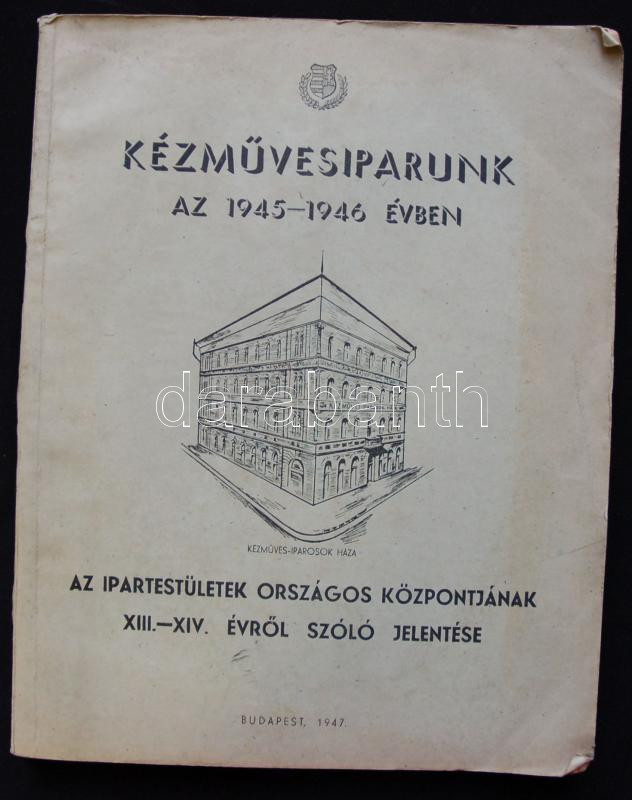 KÉZMŰVESIPARUNK
AZ 1945–1946 ÉVBEN
darabanth
KÉZMŰVES-IPAROSOK HÁZA
AZ IPARTESTÜLETEK ORSZÁGOS KÖZPONTJÁNAK
XIII.–XIV. ÉVRŐL SZÓLÓ JELENTÉSE
BUDAPEST, 1947.